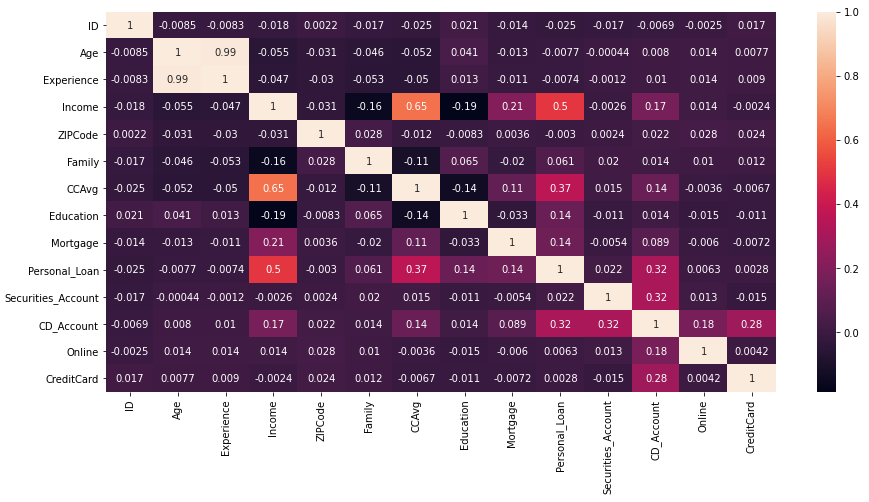 ID 1 -0.0085 -0.0083 -0.018 0.0022 -0.017 -0.025 0.021 -0.014 -0.025 -0.017 -0.0069 -0.0025 0.017
Age -0.0085 1 0.99 -0.055 -0.031 -0.046 -0.052 0.041 -0.013 -0.0077 -0.00044 0.008 0.014 0.0077
Experience -0.0083 0.99 1 -0.047 -0.03 -0.053 -0.05 0.013 -0.011 -0.0074 -0.0012 0.01 0.014 0.009
Income -0.018 -0.055 -0.047 1 -0.031 -0.16 0.65 -0.19 0.21 0.5 -0.0026 0.17 0.014 -0.0024
ZIPCode 0.0022 -0.031 -0.03 -0.031 1 0.028 -0.012 -0.0083 0.0036 -0.003 0.0024 0.022 0.028 0.024
Family -0.017 -0.046 -0.053 -0.16 0.028 1 -0.11 0.065 -0.02 0.061 0.02 0.014 0.01 0.012
CCAvg -0.025 -0.052 -0.05 0.65 -0.012 -0.11 1 -0.14 0.11 0.37 0.015 0.14 -0.0036 -0.0067
Education 0.021 0.041 0.013 -0.19 -0.0083 0.065 -0.14 1 -0.033 0.14 -0.011 0.014 -0.015 -0.011
Mortgage -0.014 -0.013 -0.011 0.21 0.0036 -0.02 0.11 -0.033 1 0.14 -0.0054 0.089 -0.006 -0.0072
Personal_Loan -0.025 -0.0077 -0.0074 0.5 -0.003 0.061 0.37 0.14 0.14 1 0.022 0.32 0.0063 0.0028
Securities_Account -0.017 -0.00044 -0.0012 -0.0026 0.0024 0.02 0.015 -0.011 -0.0054 0.022 1 0.32 0.013 -0.015
CD_Account -0.0069 0.008 0.01 0.17 0.022 0.014 0.14 0.014 0.089 0.32 0.32 1 0.18 0.28
Online -0.0025 0.014 0.014 0.014 0.028 0.01 -0.0036 -0.015 -0.006 0.0063 0.013 0.18 1 0.0042
CreditCard 0.017 0.0077 0.009 -0.0024 0.024 0.012 -0.0067 -0.011 -0.0072 0.0028 -0.015 0.28 0.0042 1
ID Age Experience Income ZIPCode Family CCAvg Education Mortgage Personal_Loan Securities_Account CD_Account Online CreditCard
1.0
0.8
0.6
0.4
0.2
0.0